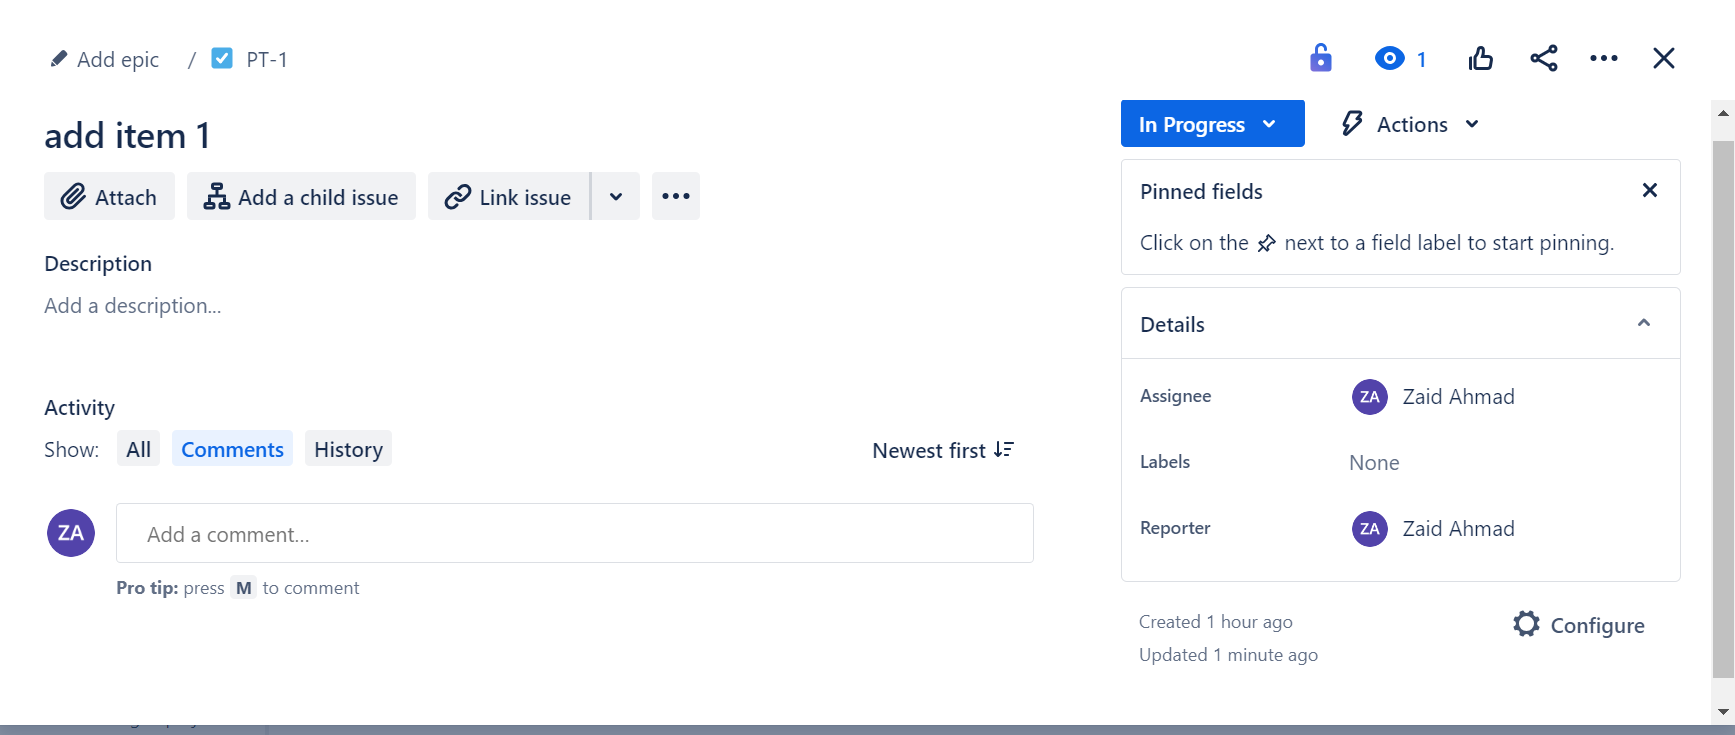 Add epic / PT-1
1
add item 1
In Progress
Actions
Attach
Add a child issue
Link issue
Pinned fields
Click on the next to a field label to start pinning.
Description
Add a description...
Details
Assignee
ZA Zaid Ahmad
Labels
None
Reporter
ZA Zaid Ahmad
Activity
Show: All Comments History
Newest first
ZA
Add a comment...
Pro tip: press M to comment
Created 1 hour ago
Updated 1 minute ago
Configure